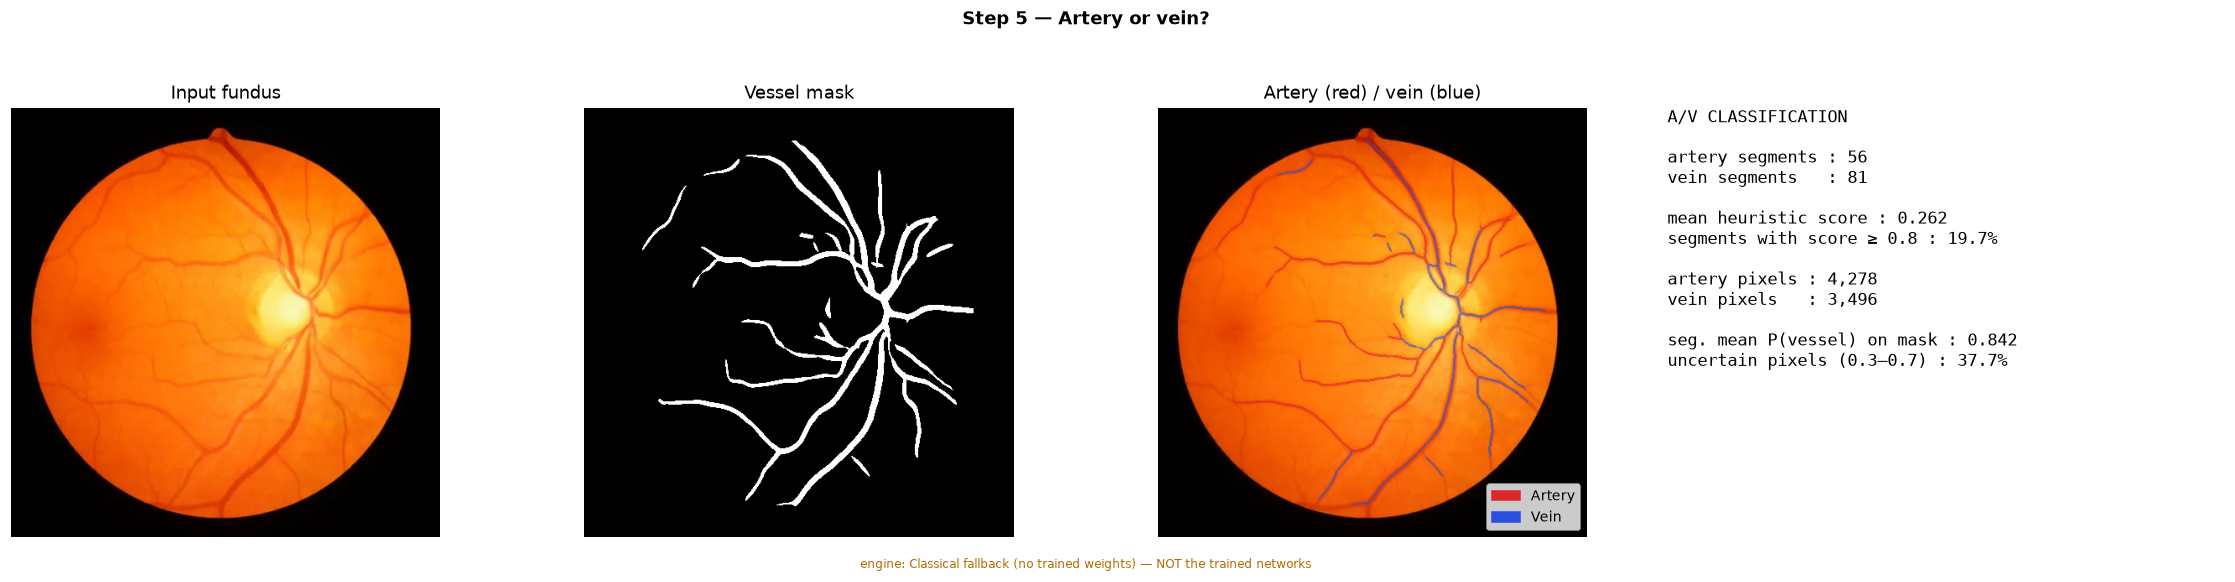 Step 5 — Artery or vein?
Input fundus
Vessel mask
Artery (red) / vein (blue)
A/V CLASSIFICATION
artery segments : 56
vein segments   : 81
mean heuristic score : 0.262
segments with score ≥ 0.8 : 19.7%
artery pixels : 4,278
vein pixels   : 3,496
seg. mean P(vessel) on mask : 0.842
uncertain pixels (0.3–0.7) : 37.7%
Artery
Vein
engine: Classical fallback (no trained weights) — NOT the trained networks